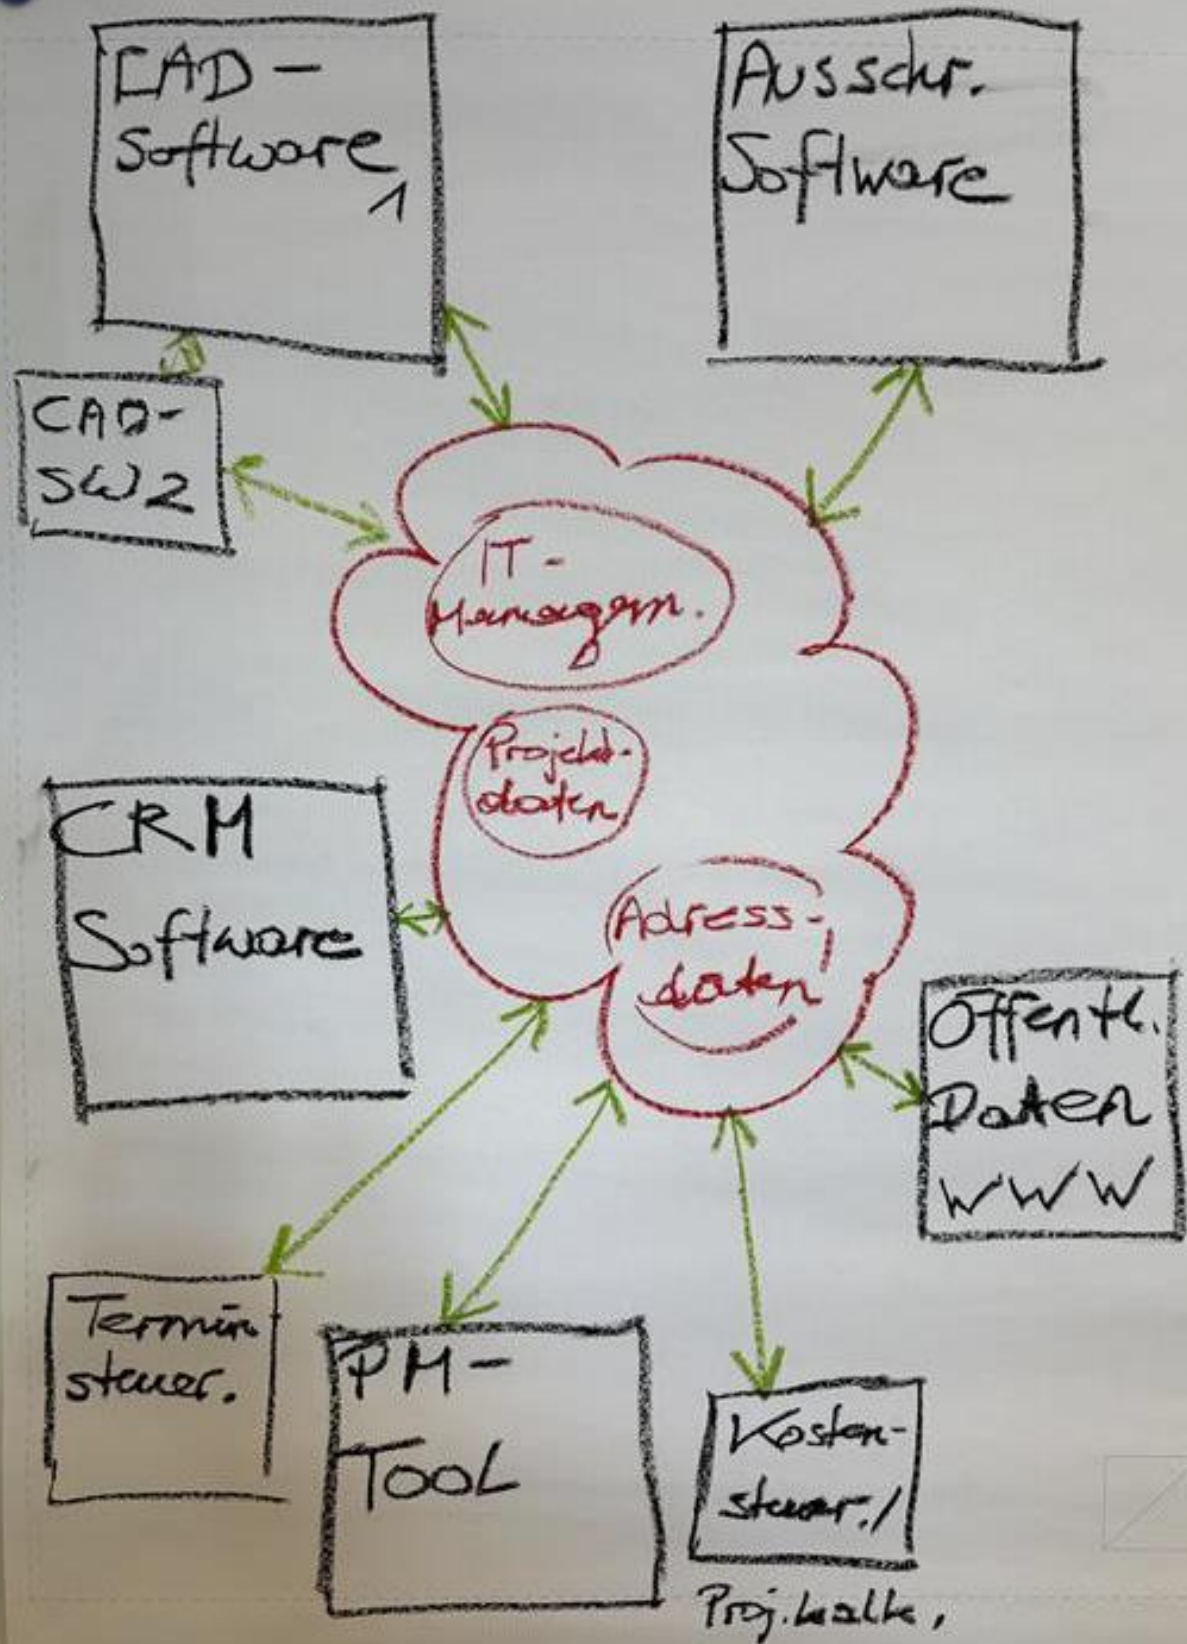 CAD-
Software
1
Ausschr.
Software
CAD-
SW2
IT-
Managem.
Projekt-
daten
CRM
Software
Adress-
daten
Öffentl.
Daten
WWW
Termin
steuer.
PM-
TOOL
Kosten-
steuer./
Proj.kalk.